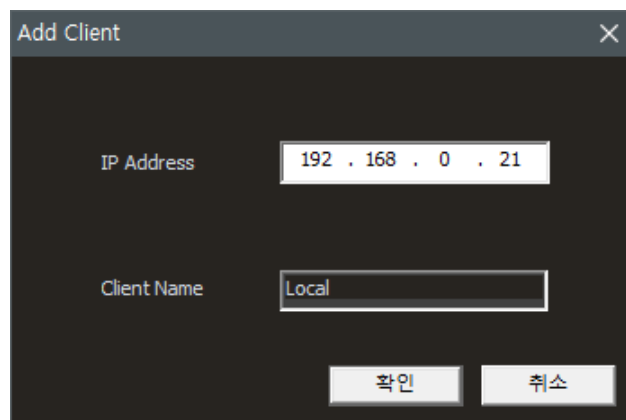 Add Client
IP Address 192 . 168 . 0 . 21
Client Name Local
확인 취소